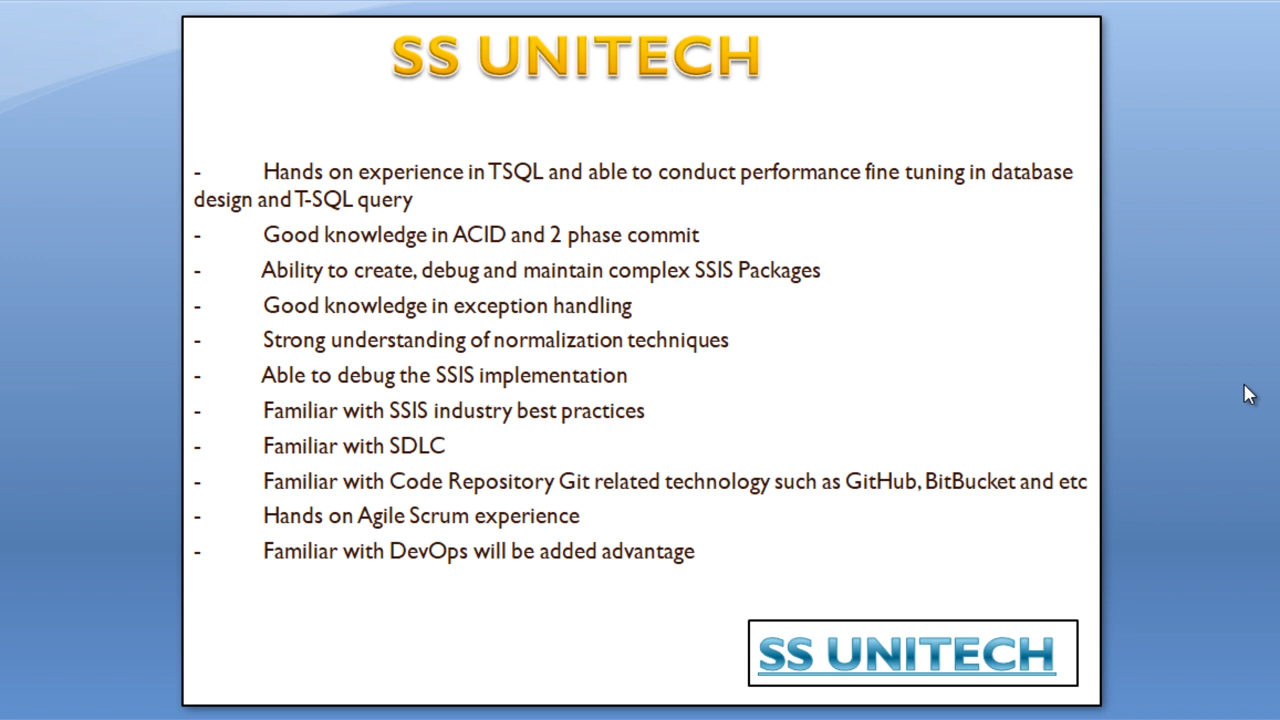 SS UNITECH
- Hands on experience in TSQL and able to conduct performance fine tuning in database
design and T-SQL query
- Good knowledge in ACID and 2 phase commit
- Ability to create, debug and maintain complex SSIS Packages
- Good knowledge in exception handling
- Strong understanding of normalization techniques
- Able to debug the SSIS implementation
- Familiar with SSIS industry best practices
- Familiar with SDLC
- Familiar with Code Repository Git related technology such as GitHub, BitBucket and etc
- Hands on Agile Scrum experience
- Familiar with DevOps will be added advantage
SS UNITECH